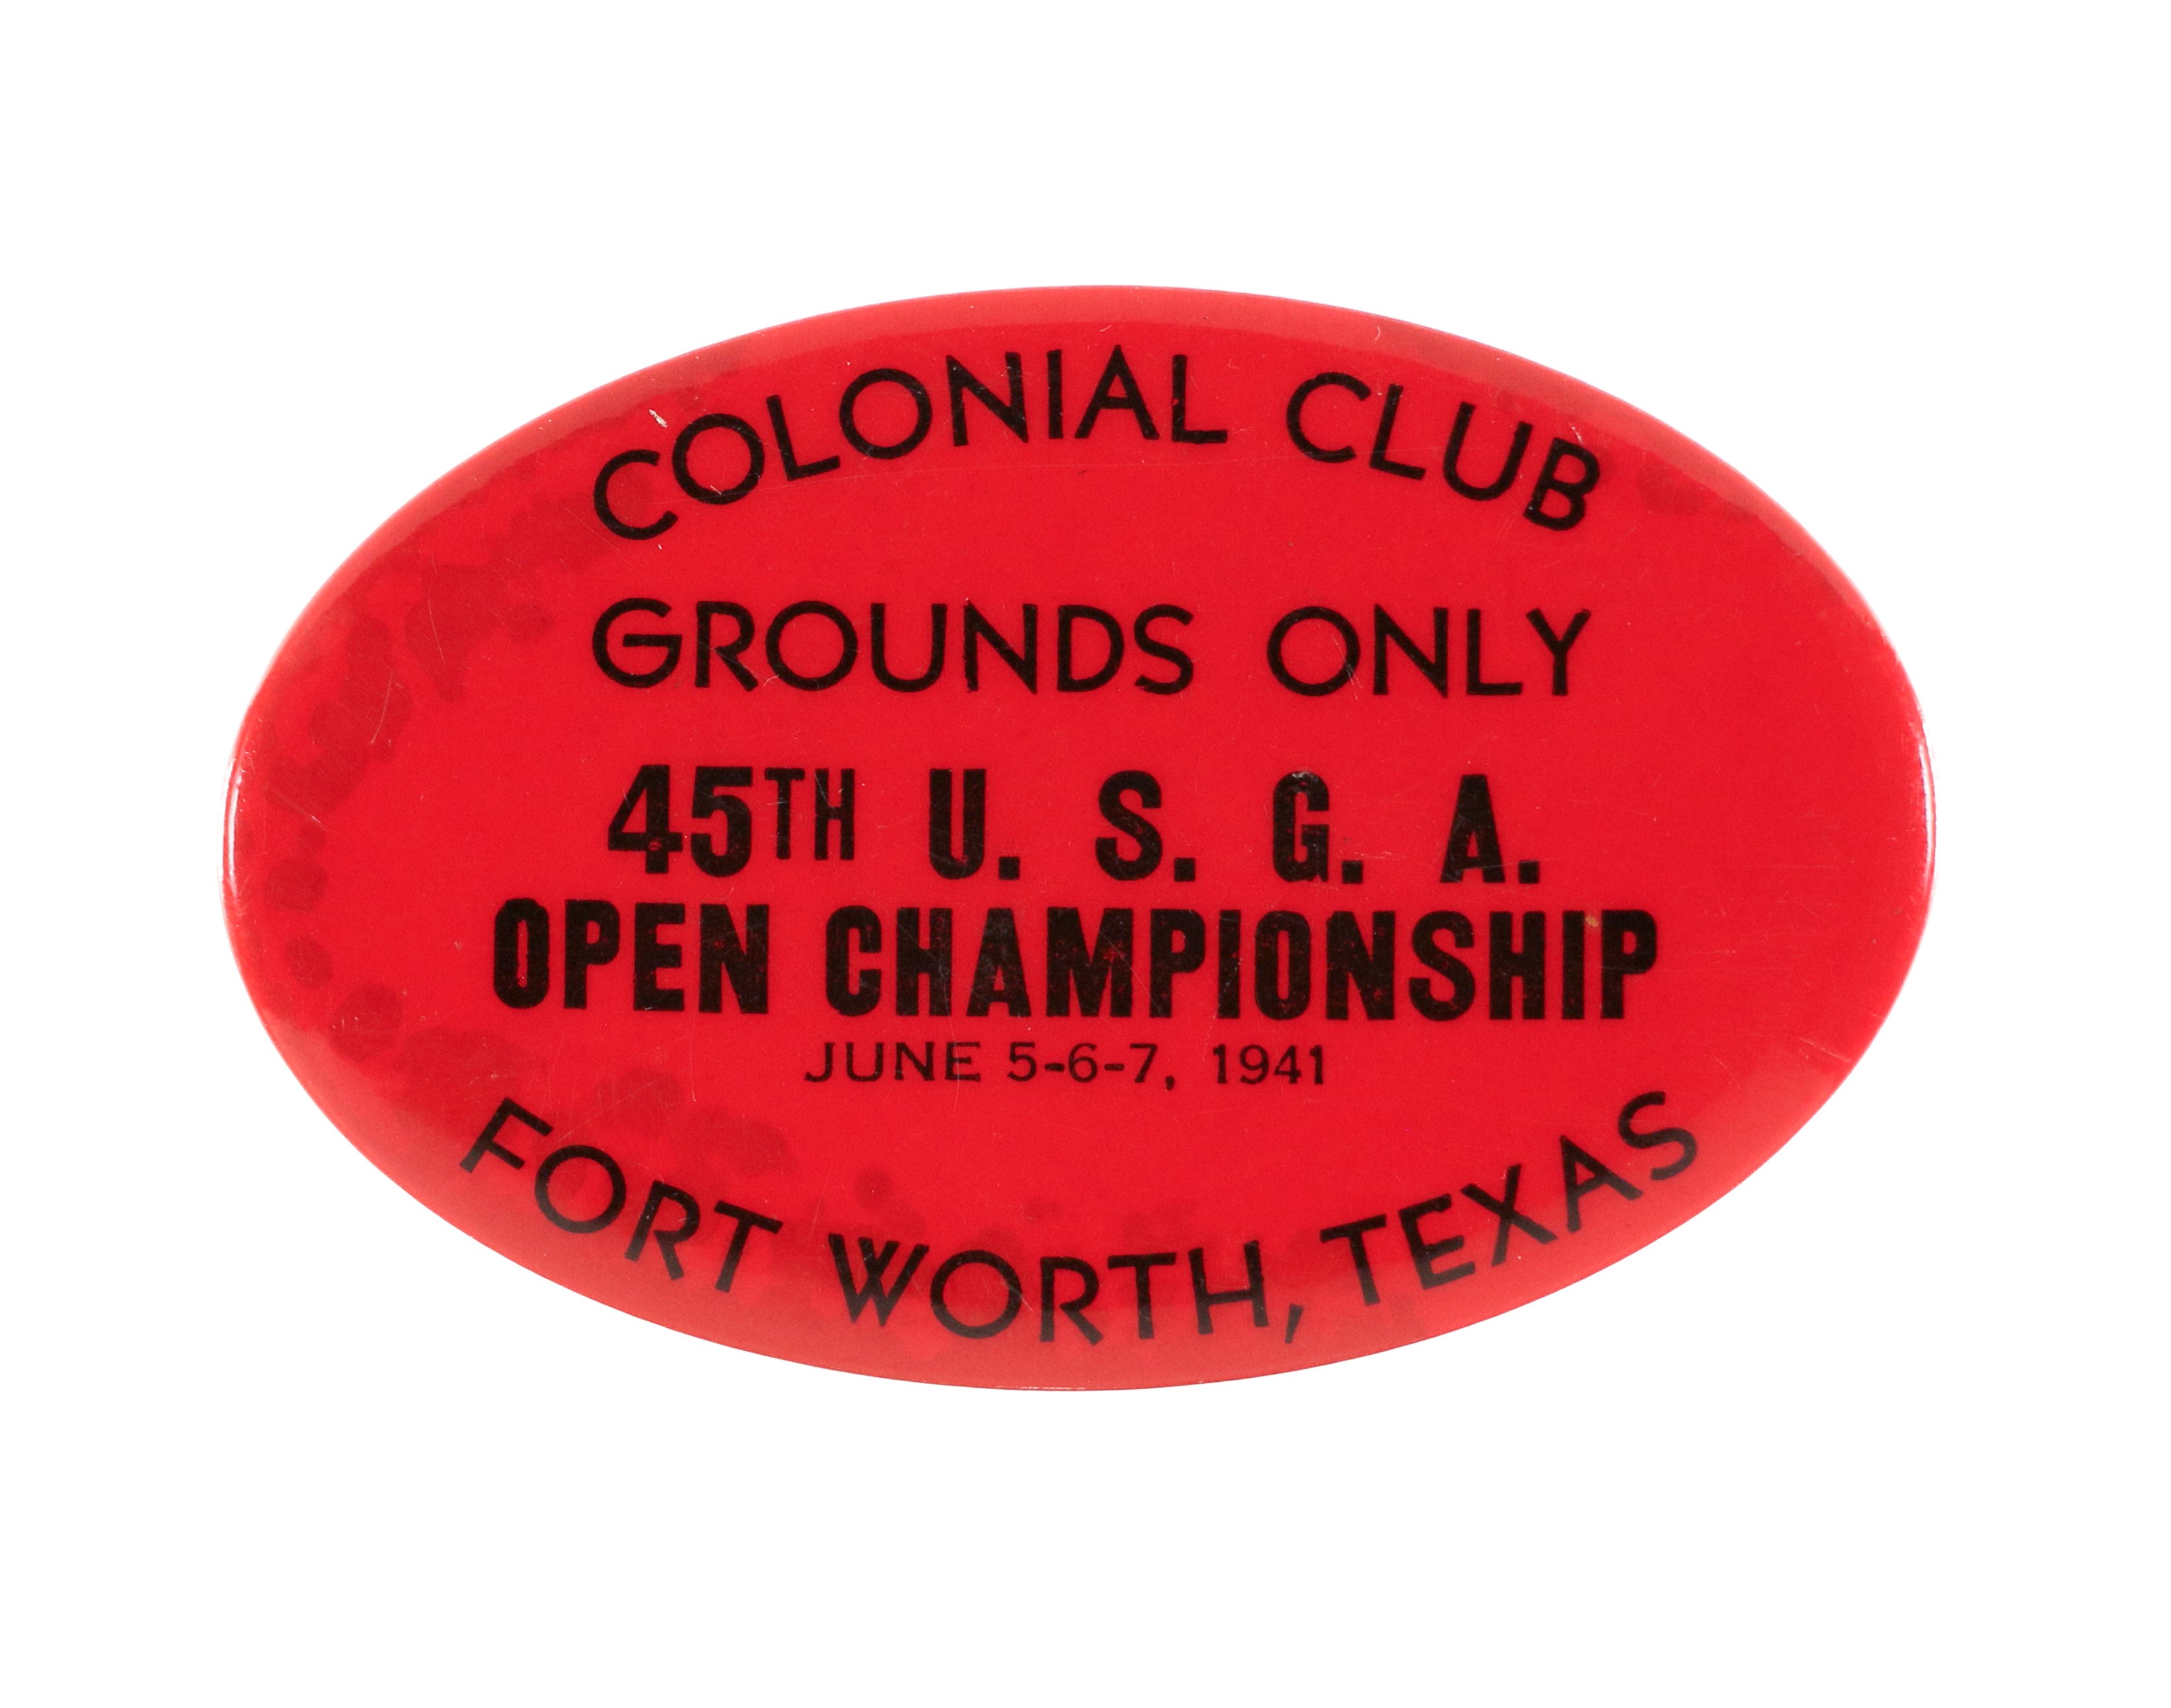 COLONIAL CLUB
GROUNDS ONLY
45TH U. S. G. A.
OPEN CHAMPIONSHIP
JUNE 5-6-7, 1941
FORT WORTH, TEXAS